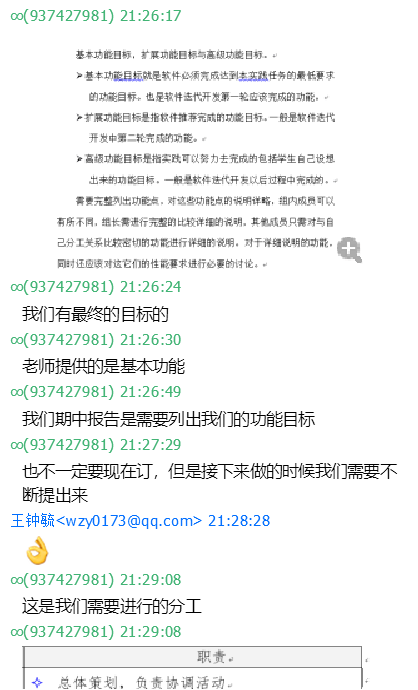 ∞(937427981) 21:26:17
基本功能目标，扩展功能目标与高级功能目标。
➢基本功能目标就是软件必须完成达到本实践任务的最低要求
的功能目标。也是软件迭代开发第一轮应该完成的功能。
➢扩展功能目标是指软件推荐完成的功能目标。一般是软件迭代
开发中第二轮完成的功能。
➢高级功能目标是指实践可以努力去完成的包括学生自己设想
出来的功能目标，一般是软件迭代开发以后过程中完成的。
需要完整列出功能点，对这些功能点的说明详略，组内成员可以
有所不同，组长需进行完整的比较详细的说明。其他成员只需对与自
己分工关系比较密切的功能进行详细的说明。对于详细说明的功能，
同时还应该对这它们的性能要求进行必要的讨论。
∞(937427981) 21:26:24
我们有最终的目标的
∞(937427981) 21:26:30
老师提供的是基本功能
∞(937427981) 21:26:49
我们期中报告是需要列出我们的功能目标
∞(937427981) 21:27:29
也不一定要现在订，但是接下来做的时候我们需要不
断提出来
王钟毓<wzy0173@qq.com> 21:28:28
👌
∞(937427981) 21:29:08
这是我们需要进行的分工
∞(937427981) 21:29:08
职责
✧ 总体策划，负责协调活动